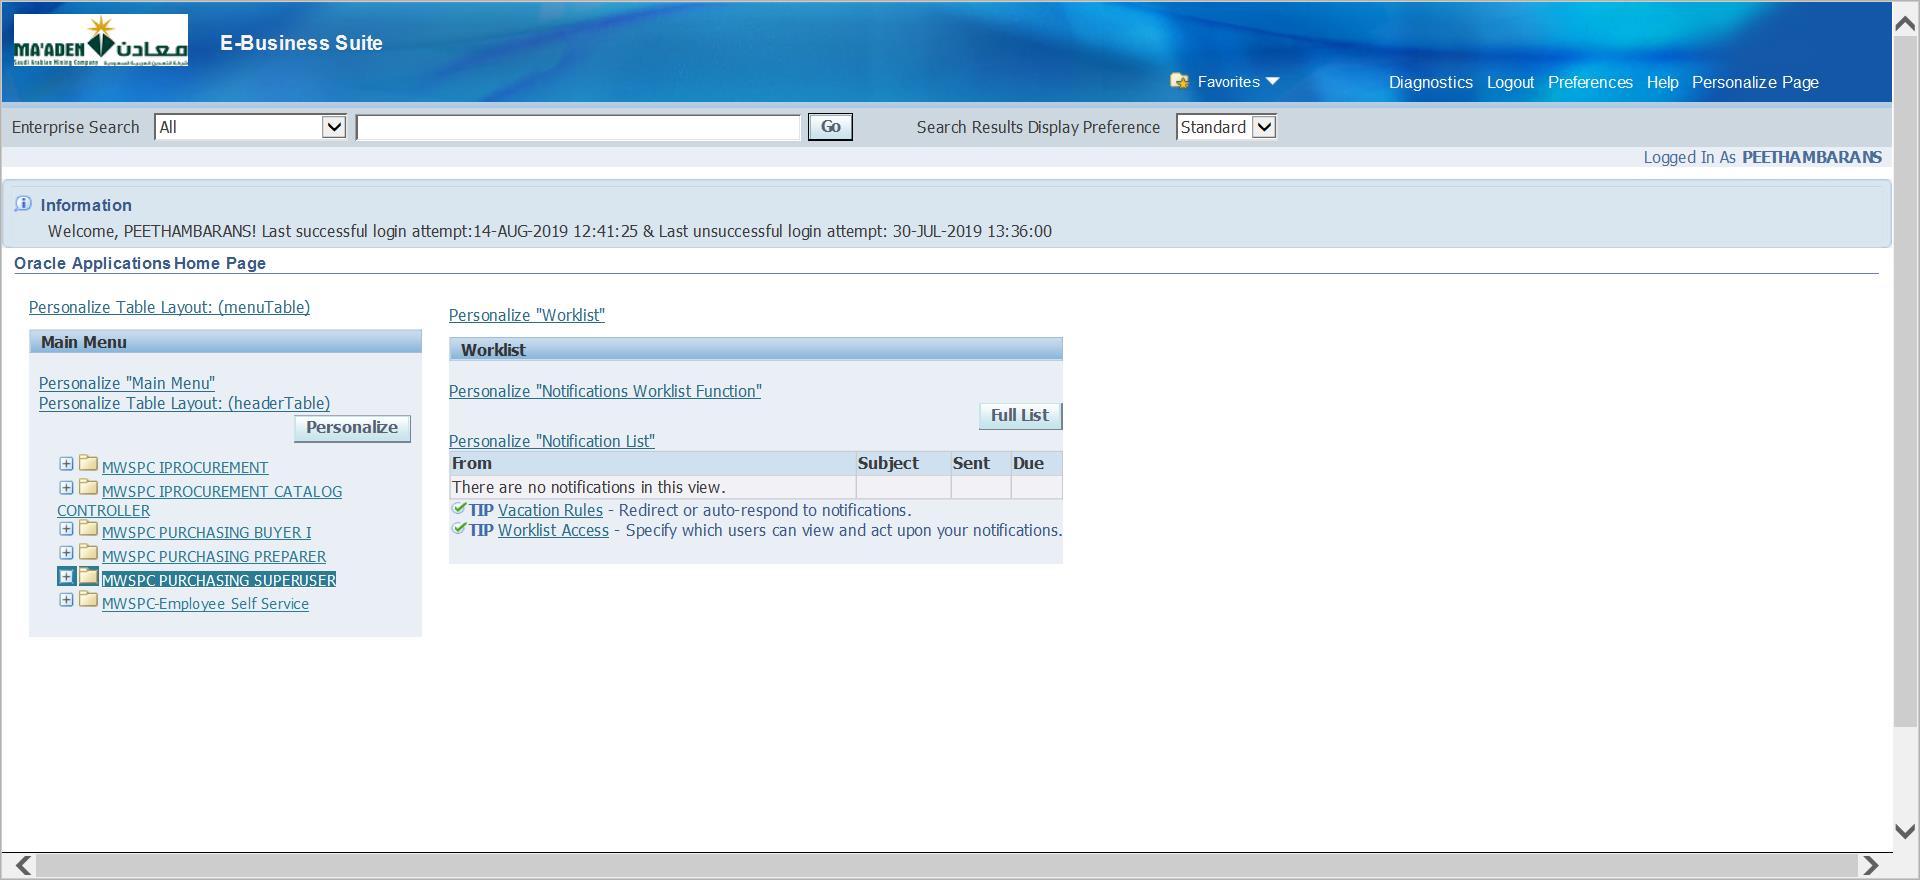 MA'ADEN معادن
Saudi Arabian Mining Company شركة التعدين العربية السعودية
E-Business Suite
Favorites
Diagnostics Logout Preferences Help Personalize Page
Enterprise Search All Go Search Results Display Preference Standard
Logged In As PEETHAMBARANS
Information
Welcome, PEETHAMBARANS! Last successful login attempt:14-AUG-2019 12:41:25 & Last unsuccessful login attempt: 30-JUL-2019 13:36:00
Oracle Applications Home Page
Personalize Table Layout: (menuTable)
Main Menu
Personalize "Main Menu"
Personalize Table Layout: (headerTable)
Personalize
MWSPC IPROCUREMENT
MWSPC IPROCUREMENT CATALOG
CONTROLLER
MWSPC PURCHASING BUYER I
MWSPC PURCHASING PREPARER
MWSPC PURCHASING SUPERUSER
MWSPC-Employee Self Service
Personalize "Worklist"
Worklist
Personalize "Notifications Worklist Function"
Full List
Personalize "Notification List"
From Subject Sent Due
There are no notifications in this view.
TIP Vacation Rules - Redirect or auto-respond to notifications.
TIP Worklist Access - Specify which users can view and act upon your notifications.